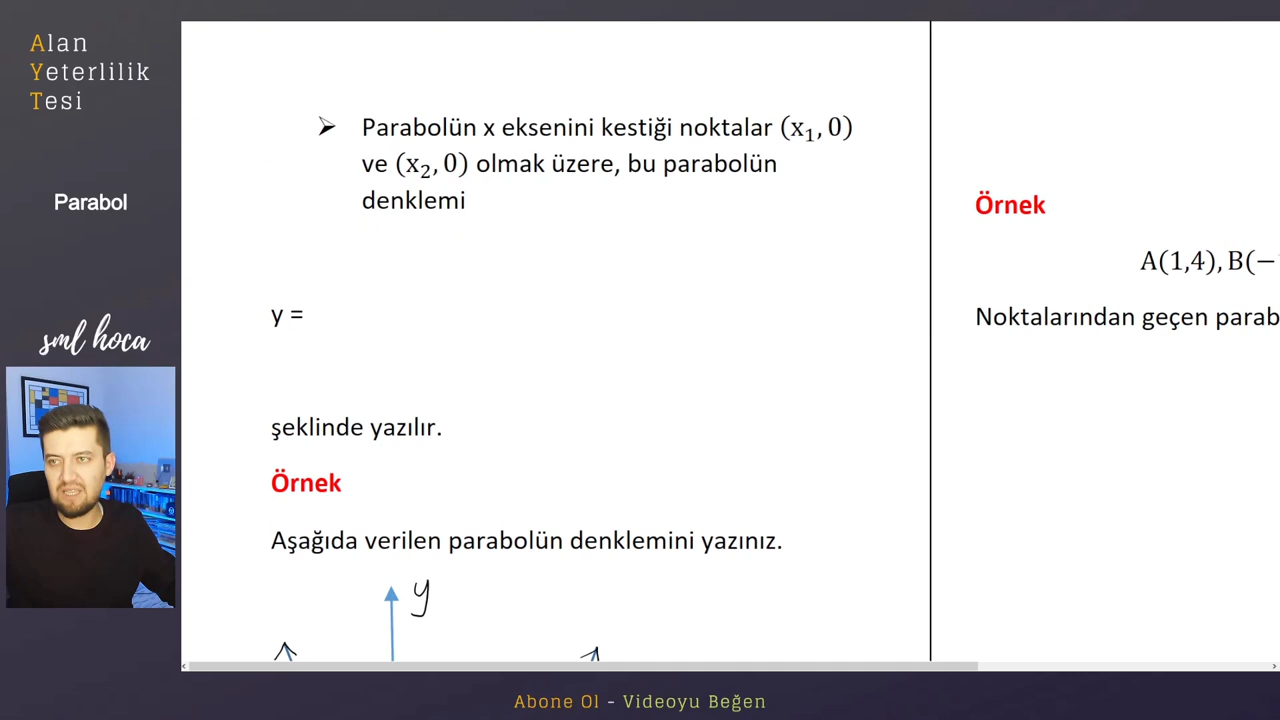 Alan
Yeterlilik
Tesi
Parabol
sml hoca
➢ Parabolün x eksenini kestiği noktalar (x₁, 0)
ve (x₂, 0) olmak üzere, bu parabolün
denklemi
y =
şeklinde yazılır.
Örnek
Aşağıda verilen parabolün denklemini yazınız.
y
Örnek
A(1,4), B(−
Noktalarından geçen parab
Abone Ol - Videoyu Beğen